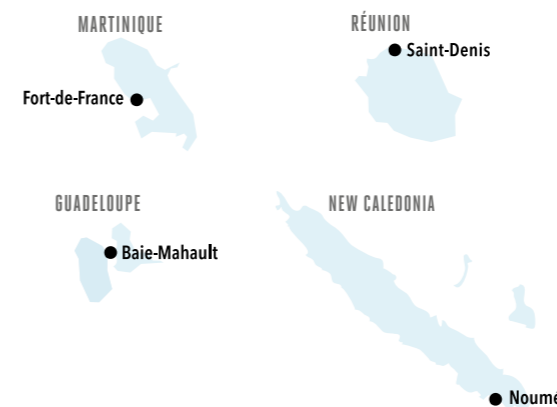 MARTINIQUE
Fort-de-France
RÉUNION
Saint-Denis
GUADELOUPE
Baie-Mahault
NEW CALEDONIA